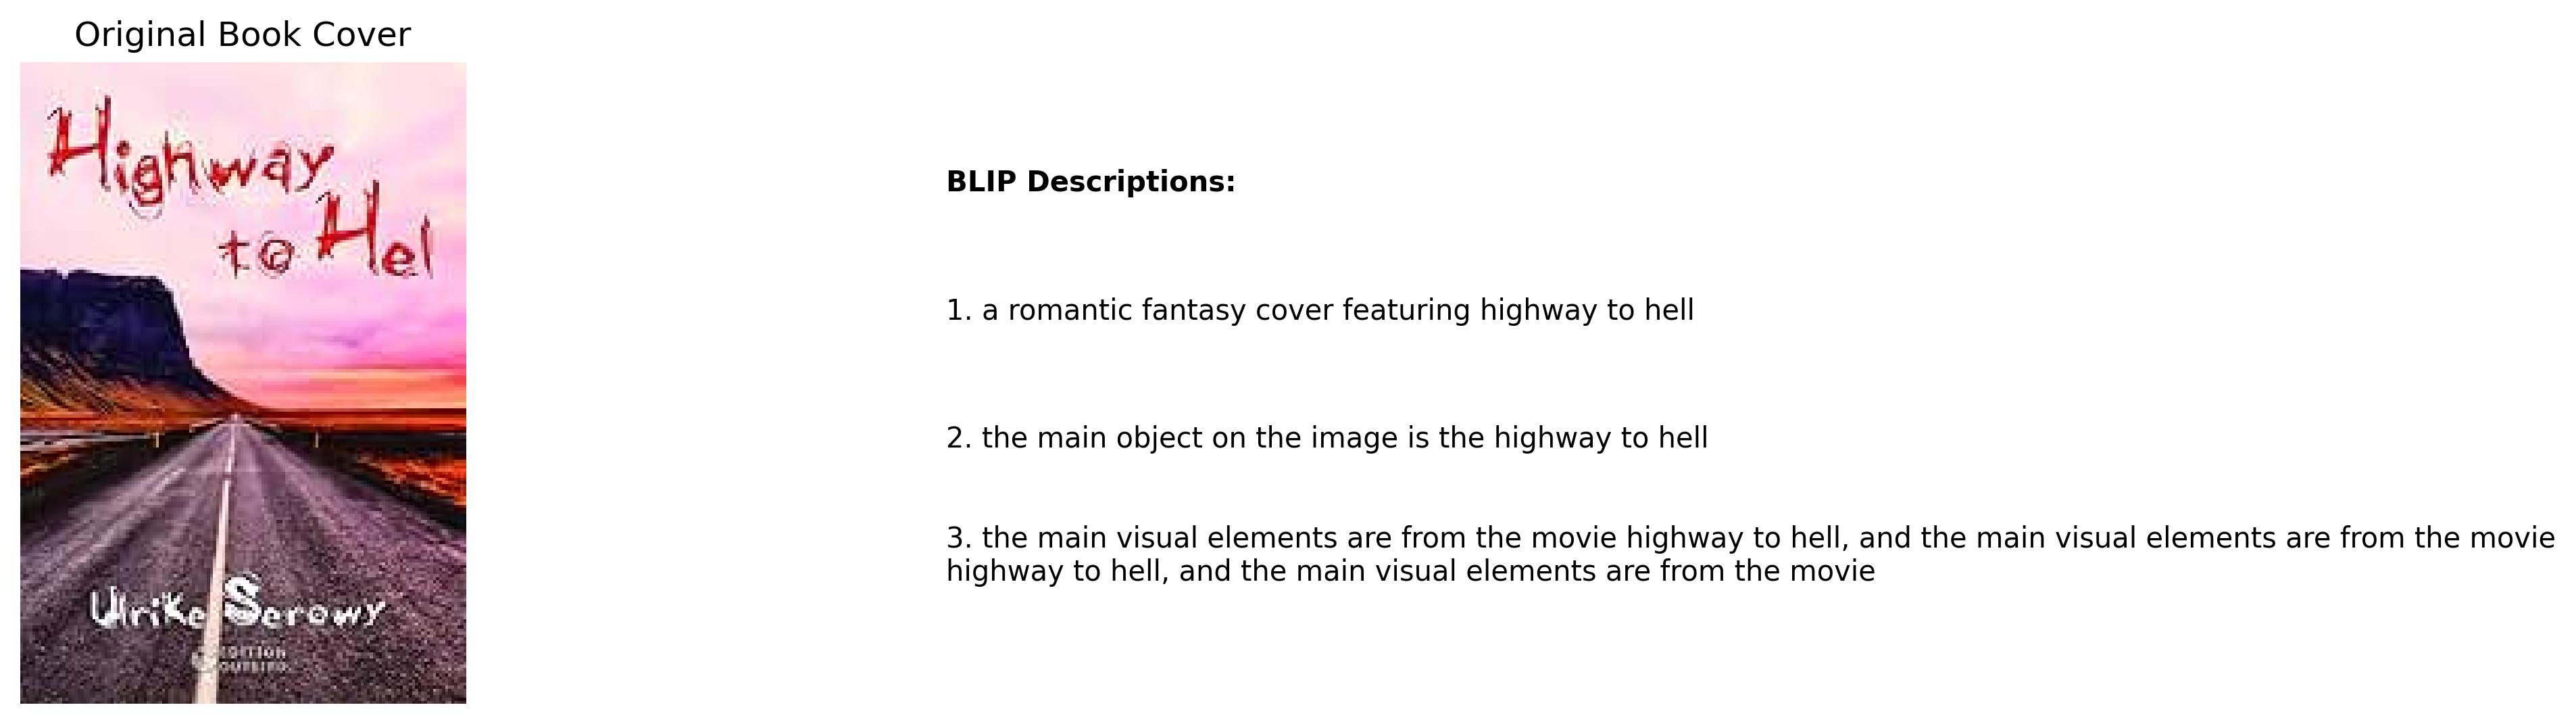 Original Book Cover
Highway
to Hel
Ulrike Serowy
EDITION
OUTBIRD
BLIP Descriptions:
1. a romantic fantasy cover featuring highway to hell
2. the main object on the image is the highway to hell
3. the main visual elements are from the movie highway to hell, and the main visual elements are from the movie
highway to hell, and the main visual elements are from the movie